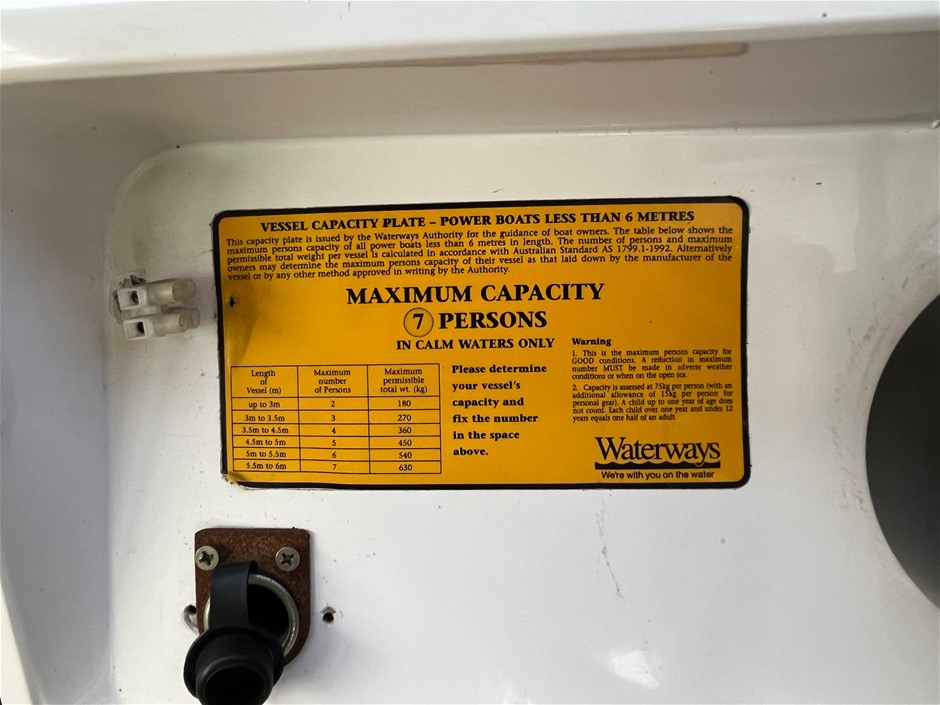 VESSEL CAPACITY PLATE – POWER BOATS LESS THAN 6 METRES
This capacity plate is issued by the Waterways Authority for the guidance of boat owners. The table below shows the
maximum persons capacity of all power boats less than 6 metres in length. The number of persons and maximum
permissible total weight per vessel is calculated in accordance with Australian Standard AS 1799.1-1992. Alternatively
owners may determine the maximum persons capacity of their vessel as that laid down by the manufacturer of the
vessel or by any other method approved in writing by the Authority.
MAXIMUM CAPACITY
7 PERSONS
IN CALM WATERS ONLY
Length of Vessel (m) Maximum number of Persons Maximum permissible total wt. (kg)
up to 3m 2 180
3m to 3.5m 3 270
3.5m to 4.5m 4 360
4.5m to 5m 5 450
5m to 5.5m 6 540
5.5m to 6m 7 630
Please determine
your vessel's
capacity and
fix the number
in the space
above.
Warning
1. This is the maximum persons capacity for
GOOD conditions. A reduction in maximum
number MUST be made in adverse weather
conditions or when on the open sea.
2. Capacity is assessed at 75kg per person (with an
additional allowance of 15kg per person for
personal gear). A child up to one year of age does
not count. Each child over one year and under 12
years equals one half of an adult.
Waterways
We're with you on the water